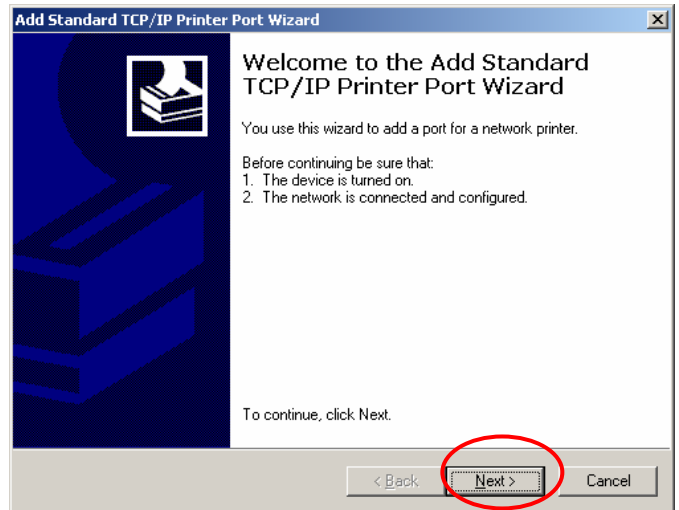 Add Standard TCP/IP Printer Port Wizard
Welcome to the Add Standard
TCP/IP Printer Port Wizard
You use this wizard to add a port for a network printer.
Before continuing be sure that:
1. The device is turned on.
2. The network is connected and configured.
To continue, click Next.
< Back Next > Cancel